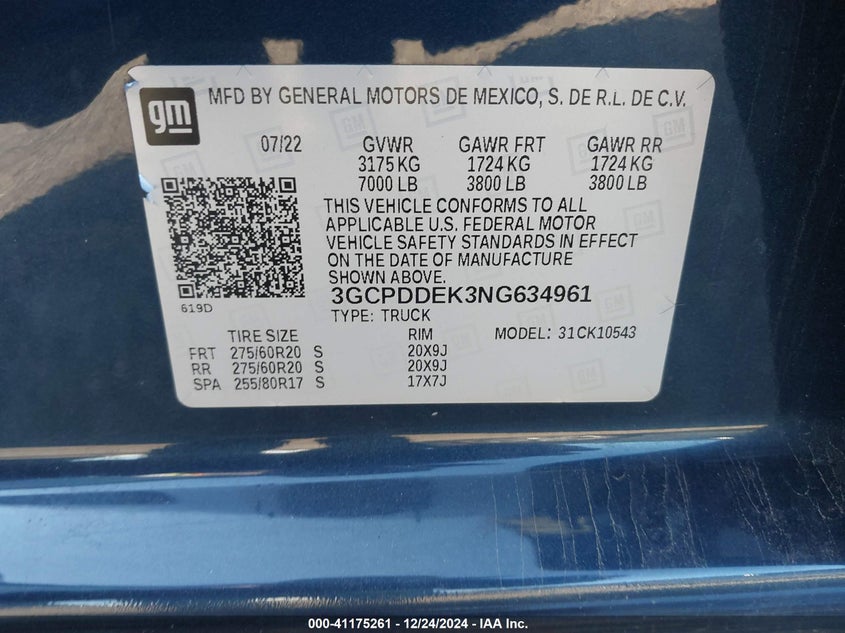 gm MFD BY GENERAL MOTORS DE MEXICO, S. DE R.L. DE C.V.
07/22 GVWR GAWR FRT GAWR RR
3175 KG 1724 KG 1724 KG
7000 LB 3800 LB 3800 LB
THIS VEHICLE CONFORMS TO ALL
APPLICABLE U.S. FEDERAL MOTOR
VEHICLE SAFETY STANDARDS IN EFFECT
ON THE DATE OF MANUFACTURE
SHOWN ABOVE.
619D 3GCPDDEK3NG634961
TYPE: TRUCK
TIRE SIZE RIM MODEL: 31CK10543
FRT 275/60R20 S 20X9J
RR 275/60R20 S 20X9J
SPA 255/80R17 S 17X7J
000-41175261 - 12/24/2024 - IAA Inc.